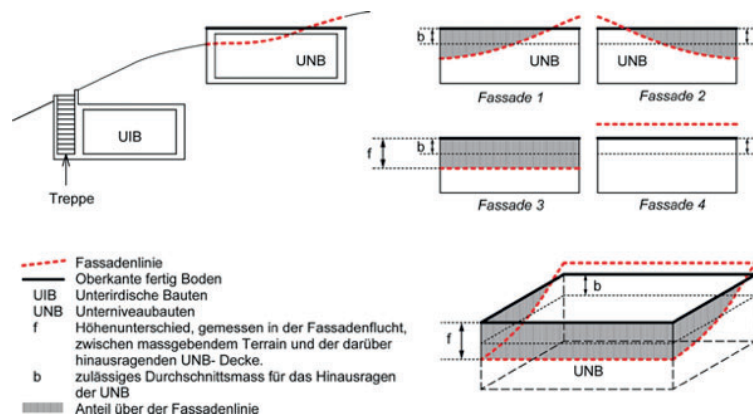 UNB
UIB
Treppe
b
UNB
Fassade 1
UNB
b
Fassade 2
f
b
Fassade 3
b
Fassade 4
Fassadenlinie
Oberkante fertig Boden
UIB Unterirdische Bauten
UNB Unterniveaubauten
f Höhenunterschied, gemessen in der Fassadenflucht,
zwischen massgebendem Terrain und der darüber
hinausragenden UNB- Decke.
b zulässiges Durchschnittsmass für das Hinausragen
der UNB
Anteil über der Fassadenlinie
b
f
UNB